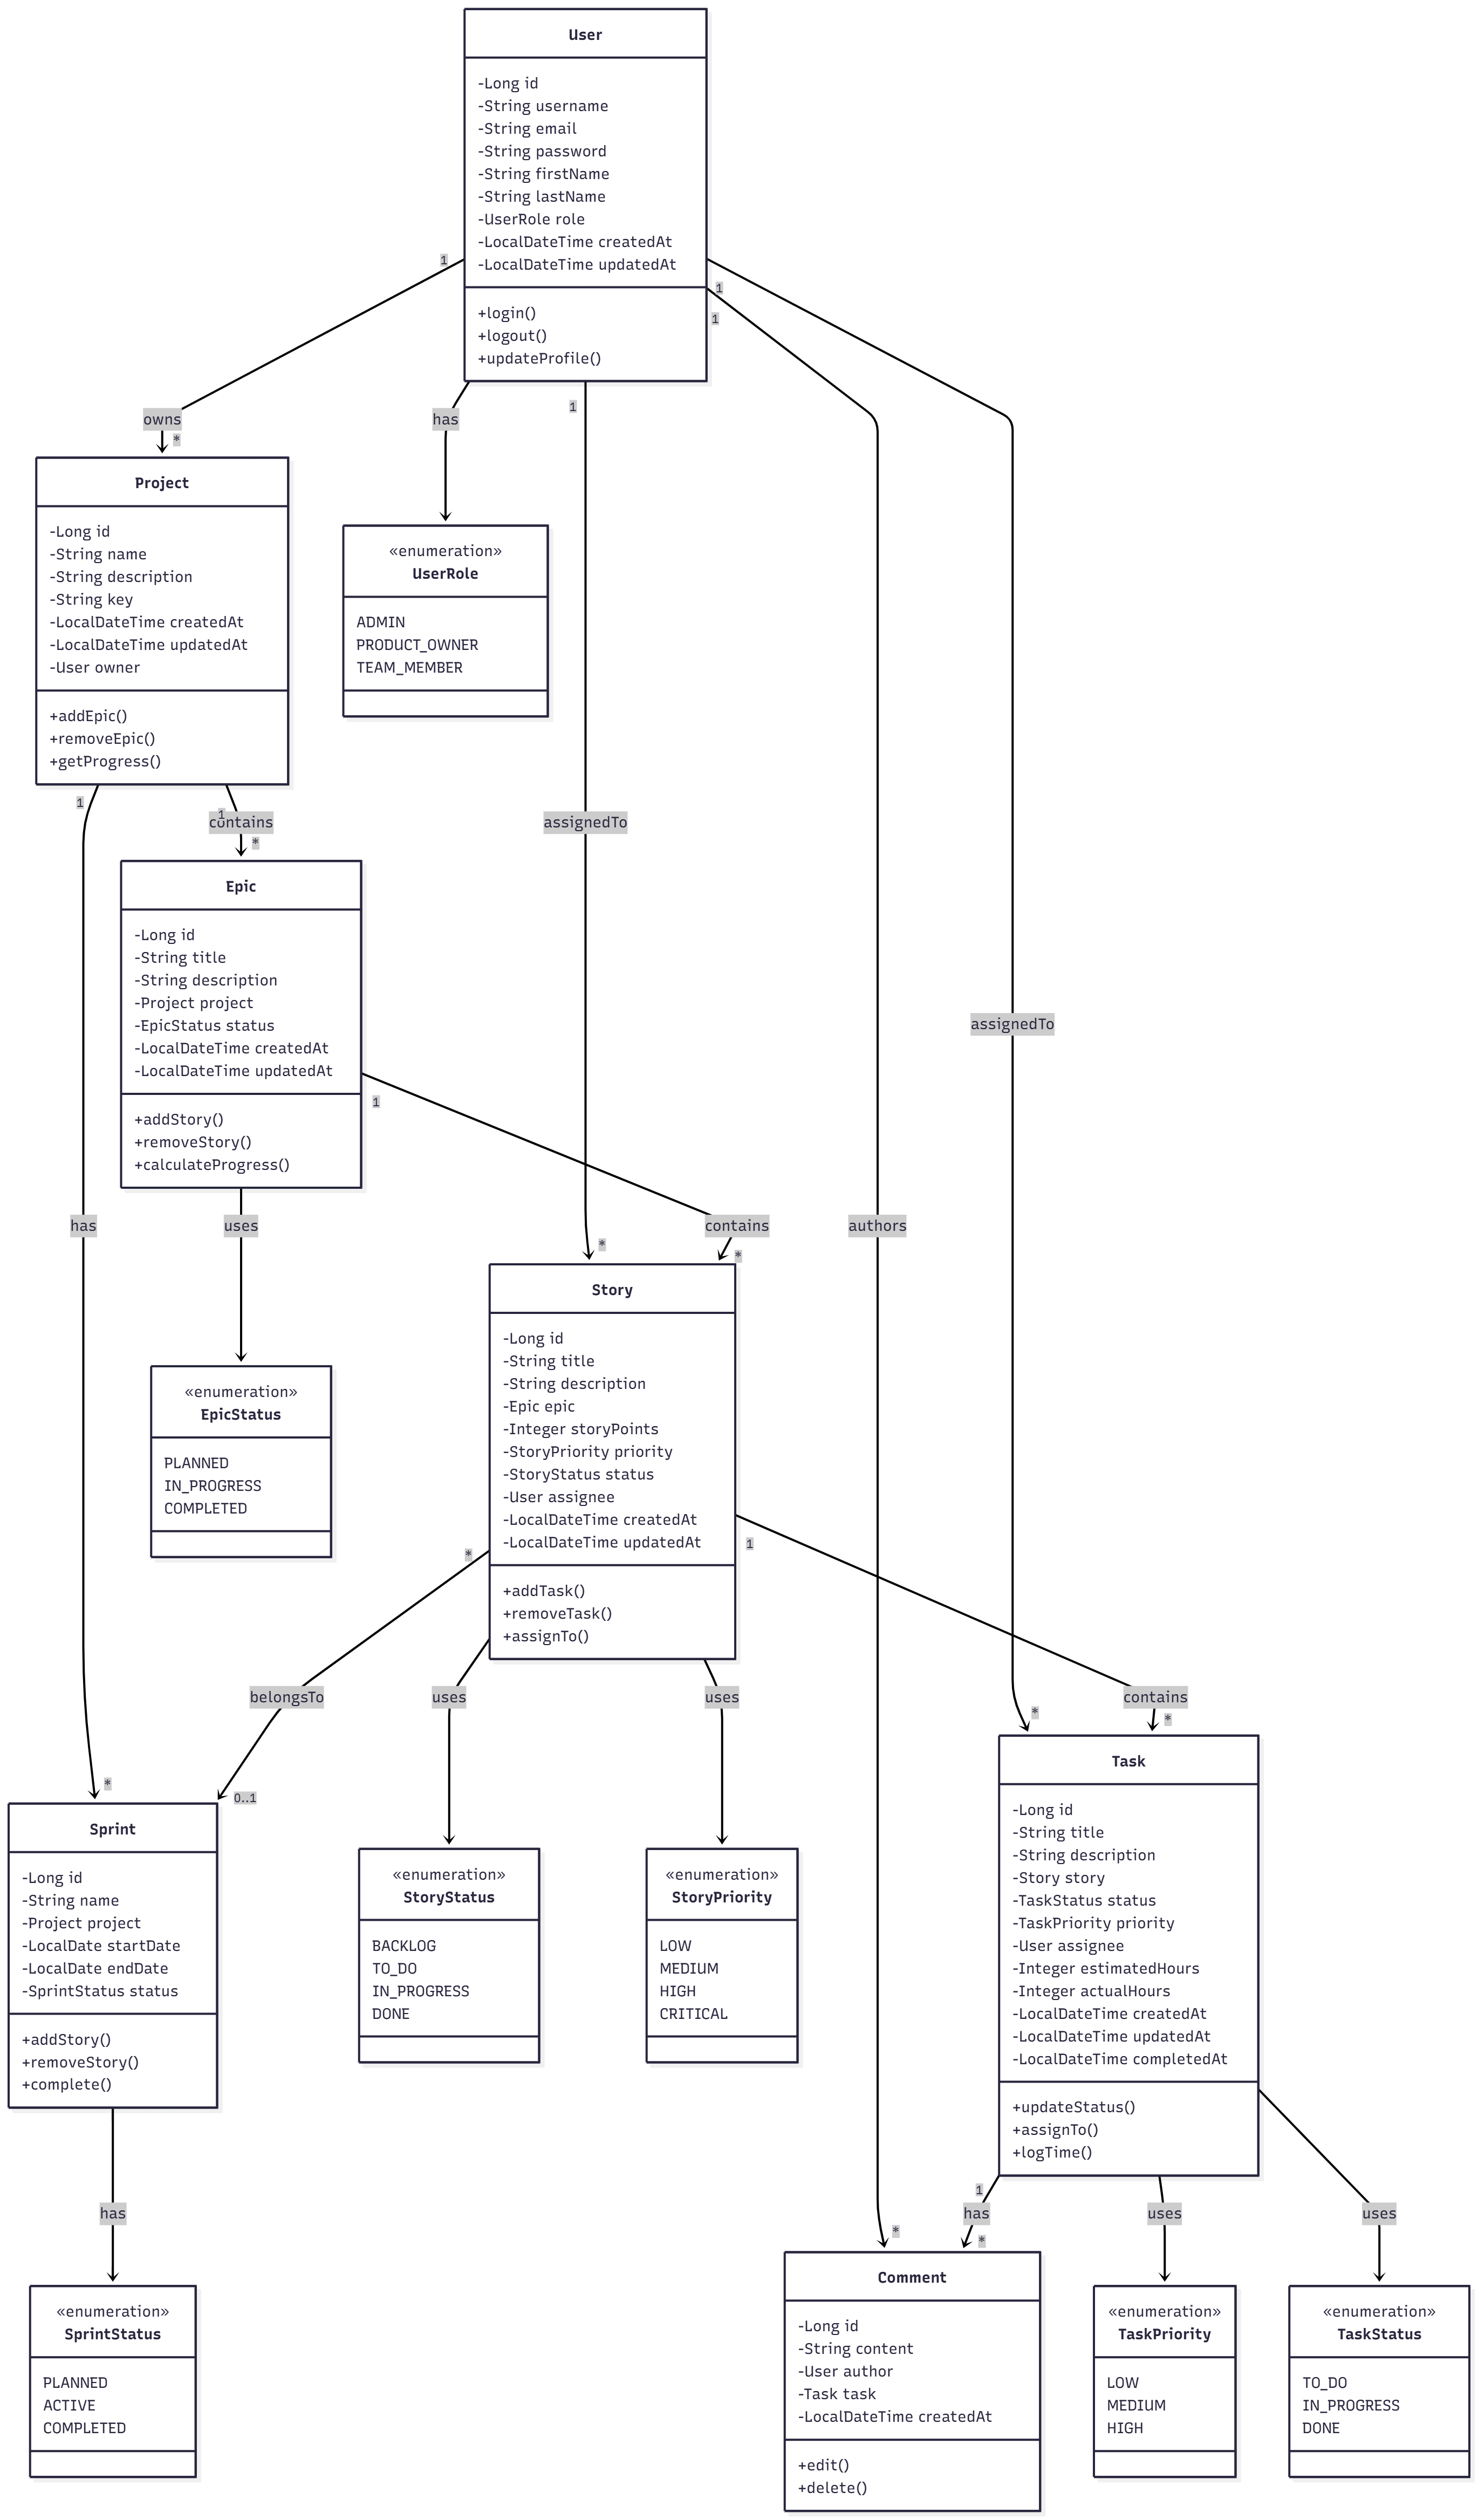 User
-Long id
-String username
-String email
-String password
-String firstName
-String lastName
-UserRole role
-LocalDateTime createdAt
-LocalDateTime updatedAt
+login()
+logout()
+updateProfile()
1
1
1
1
owns
*
has
Project
-Long id
-String name
-String description
-String key
-LocalDateTime createdAt
-LocalDateTime updatedAt
-User owner
+addEpic()
+removeEpic()
+getProgress()
«enumeration»
UserRole
ADMIN
PRODUCT_OWNER
TEAM_MEMBER
1
1
contains
*
assignedTo
Epic
-Long id
-String title
-String description
-Project project
-EpicStatus status
-LocalDateTime createdAt
-LocalDateTime updatedAt
+addStory()
+removeStory()
+calculateProgress()
assignedTo
1
has
uses
contains
authors
*
*
«enumeration»
EpicStatus
PLANNED
IN_PROGRESS
COMPLETED
Story
-Long id
-String title
-String description
-Epic epic
-Integer storyPoints
-StoryPriority priority
-StoryStatus status
-User assignee
-LocalDateTime createdAt
-LocalDateTime updatedAt
+addTask()
+removeTask()
+assignTo()
*
1
belongsTo
uses
uses
contains
*
*
*
0..1
Sprint
-Long id
-String name
-Project project
-LocalDate startDate
-LocalDate endDate
-SprintStatus status
+addStory()
+removeStory()
+complete()
«enumeration»
StoryStatus
BACKLOG
TO_DO
IN_PROGRESS
DONE
«enumeration»
StoryPriority
LOW
MEDIUM
HIGH
CRITICAL
Task
-Long id
-String title
-String description
-Story story
-TaskStatus status
-TaskPriority priority
-User assignee
-Integer estimatedHours
-Integer actualHours
-LocalDateTime createdAt
-LocalDateTime updatedAt
-LocalDateTime completedAt
+updateStatus()
+assignTo()
+logTime()
1
has
has
uses
uses
*
*
«enumeration»
SprintStatus
PLANNED
ACTIVE
COMPLETED
Comment
-Long id
-String content
-User author
-Task task
-LocalDateTime createdAt
+edit()
+delete()
«enumeration»
TaskPriority
LOW
MEDIUM
HIGH
«enumeration»
TaskStatus
TO_DO
IN_PROGRESS
DONE